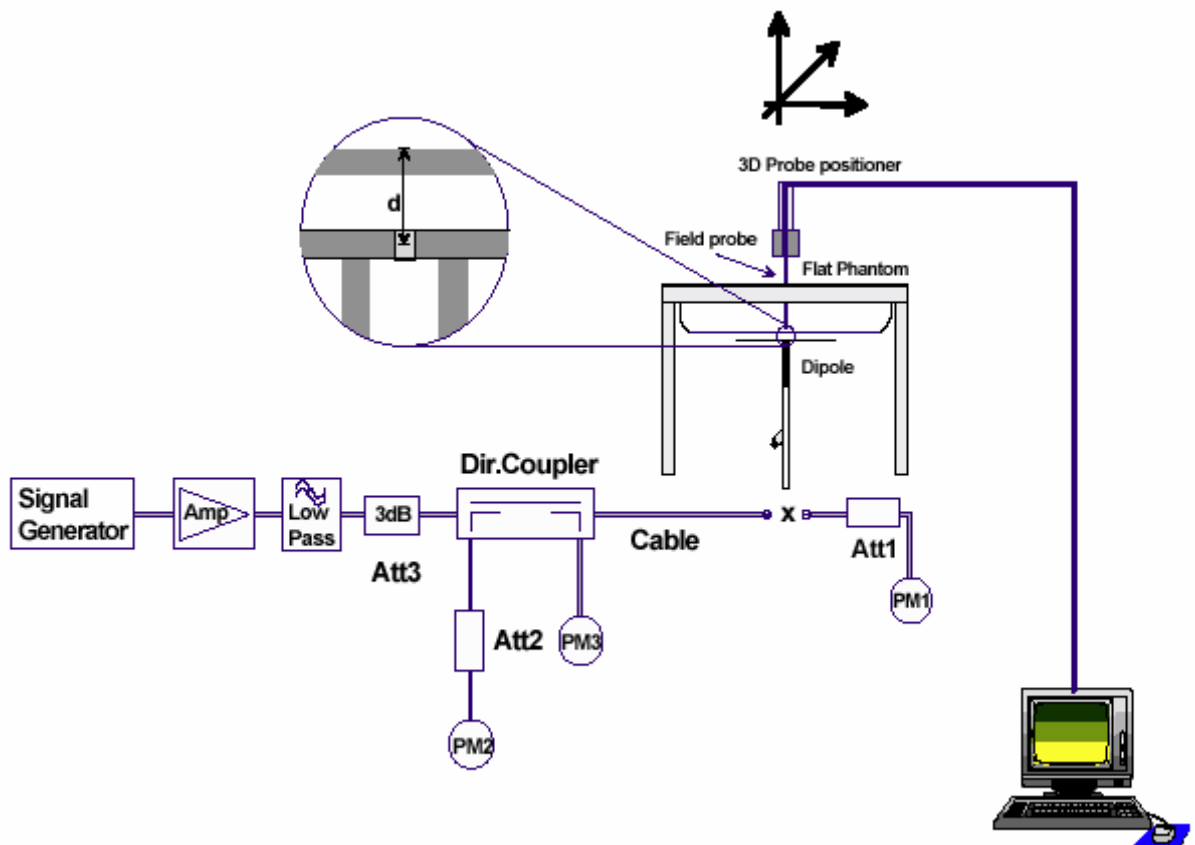 3D Probe positioner
d
Field probe
Flat Phantom
Dipole
Dir.Coupler
Signal
Generator
Amp
Low
Pass
3dB
Cable
x
Att3
Att1
PM1
Att2
PM3
PM2